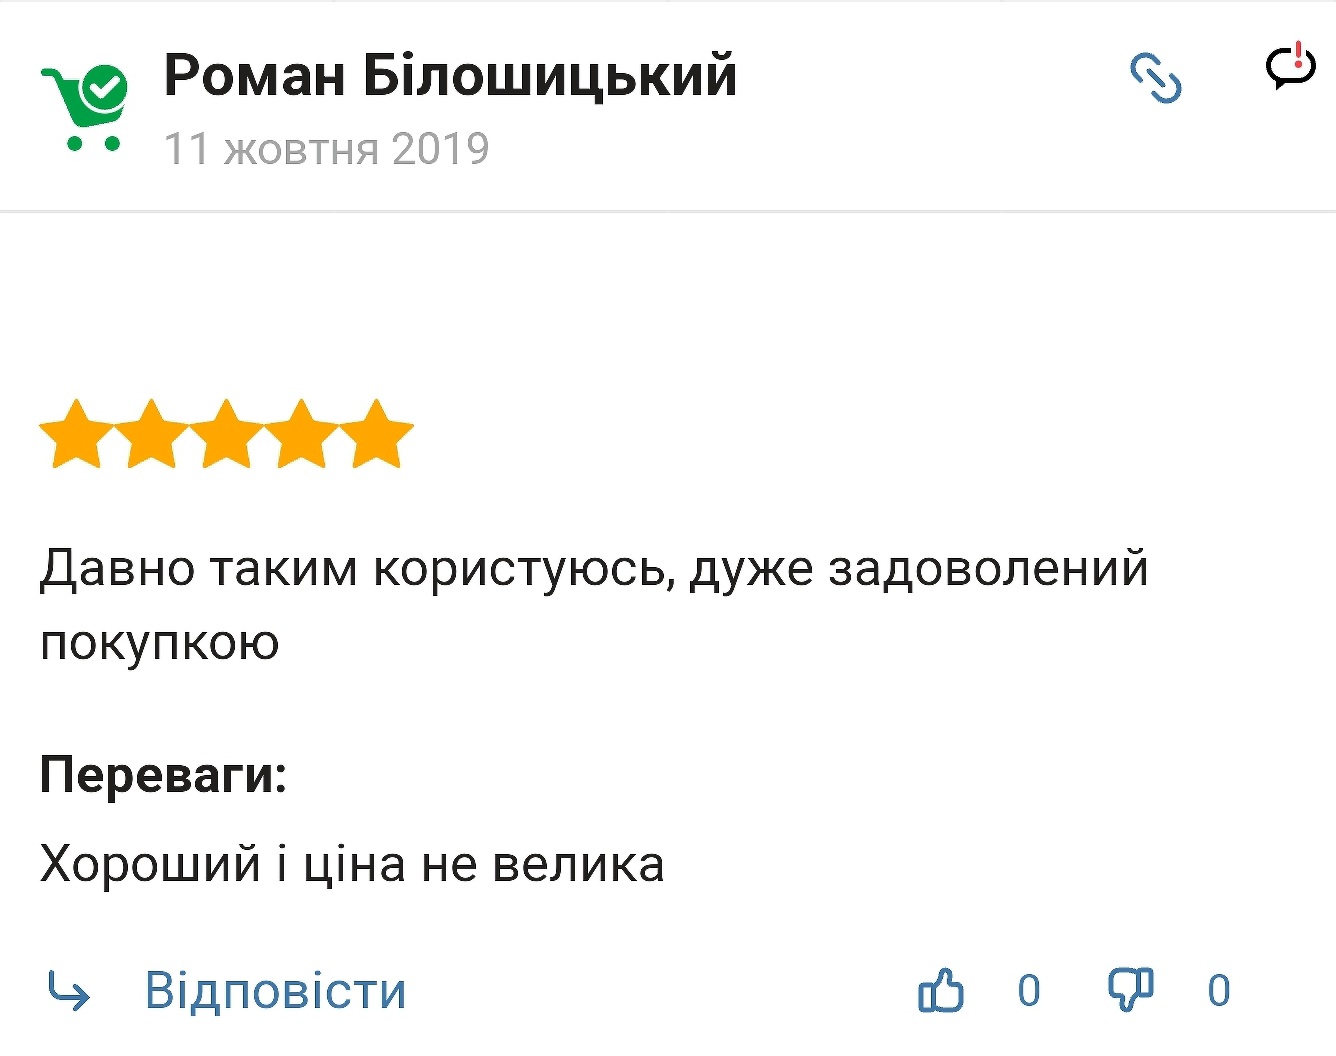 Роман Білошицький
11 жовтня 2019
Давно таким користуюсь, дуже задоволений
покупкою
Переваги:
Хороший і ціна не велика
Відповісти 0 0